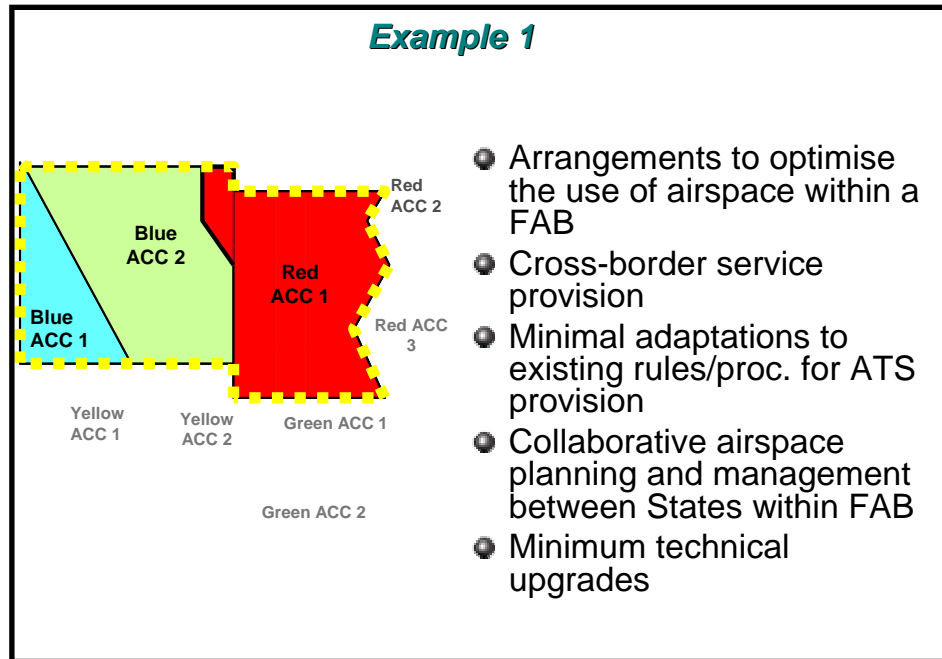 Example 1
Blue
ACC 2
Blue
ACC 1
Red
ACC 1
Red
ACC 2
Red ACC
3
Yellow
ACC 1
Yellow
ACC 2
Green ACC 1
Green ACC 2
Arrangements to optimise
the use of airspace within a
FAB
Cross-border service
provision
Minimal adaptations to
existing rules/proc. for ATS
provision
Collaborative airspace
planning and management
between States within FAB
Minimum technical
upgrades